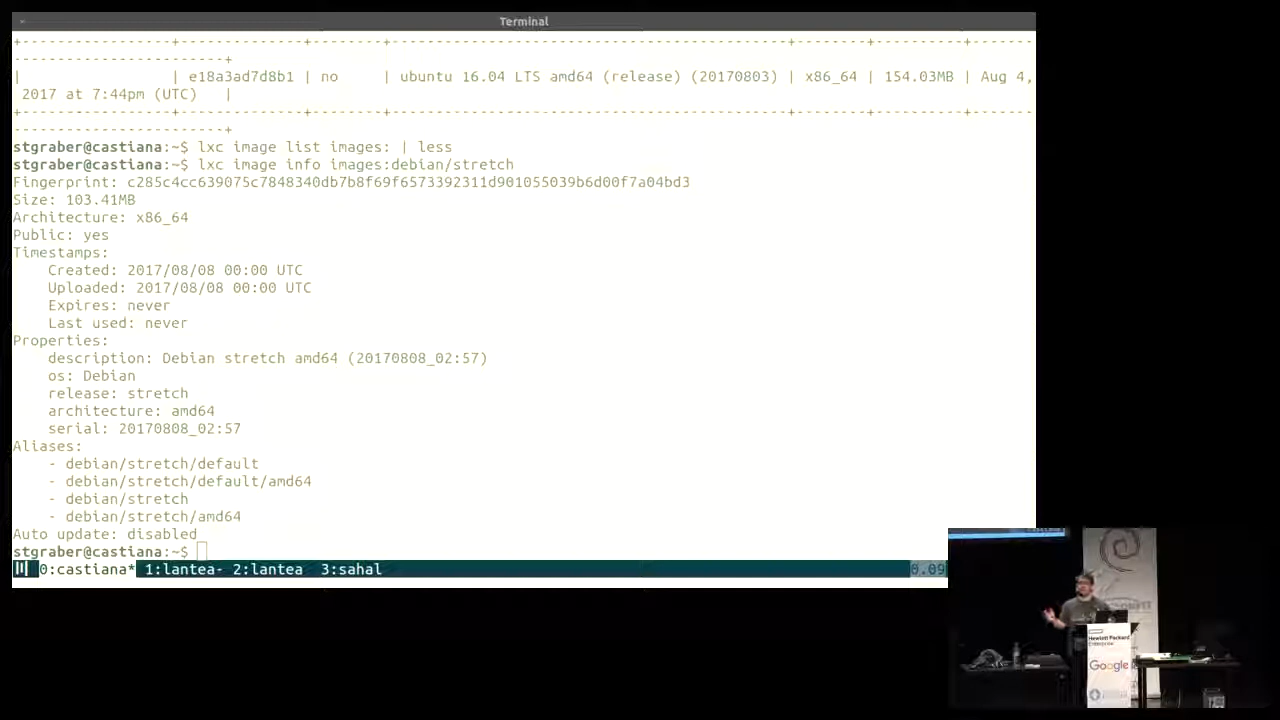 Terminal
+------------------+---------------+--------+----------------------------------------------+---------+----------+-------
------------------------+
|                  | e18a3ad7d8b1 | no     | ubuntu 16.04 LTS amd64 (release) (20170803) | x86_64 | 154.03MB | Aug 4,
2017 at 7:44pm (UTC)   |
+------------------+---------------+--------+----------------------------------------------+---------+----------+-------
------------------------+
stgraber@castiana:~$ lxc image list images: | less
stgraber@castiana:~$ lxc image info images:debian/stretch
Fingerprint: c285c4cc639075c7848340db7b8f69f6573392311d901055039b6d00f7a04bd3
Size: 103.41MB
Architecture: x86_64
Public: yes
Timestamps:
    Created: 2017/08/08 00:00 UTC
    Uploaded: 2017/08/08 00:00 UTC
    Expires: never
    Last used: never
Properties:
    description: Debian stretch amd64 (20170808_02:57)
    os: Debian
    release: stretch
    architecture: amd64
    serial: 20170808_02:57
Aliases:
    - debian/stretch/default
    - debian/stretch/default/amd64
    - debian/stretch
    - debian/stretch/amd64
Auto update: disabled
stgraber@castiana:~$
0:castiana* 1:lantea- 2:lantea  3:sahal
0.09
Hewlett Packard
Enterprise
Google